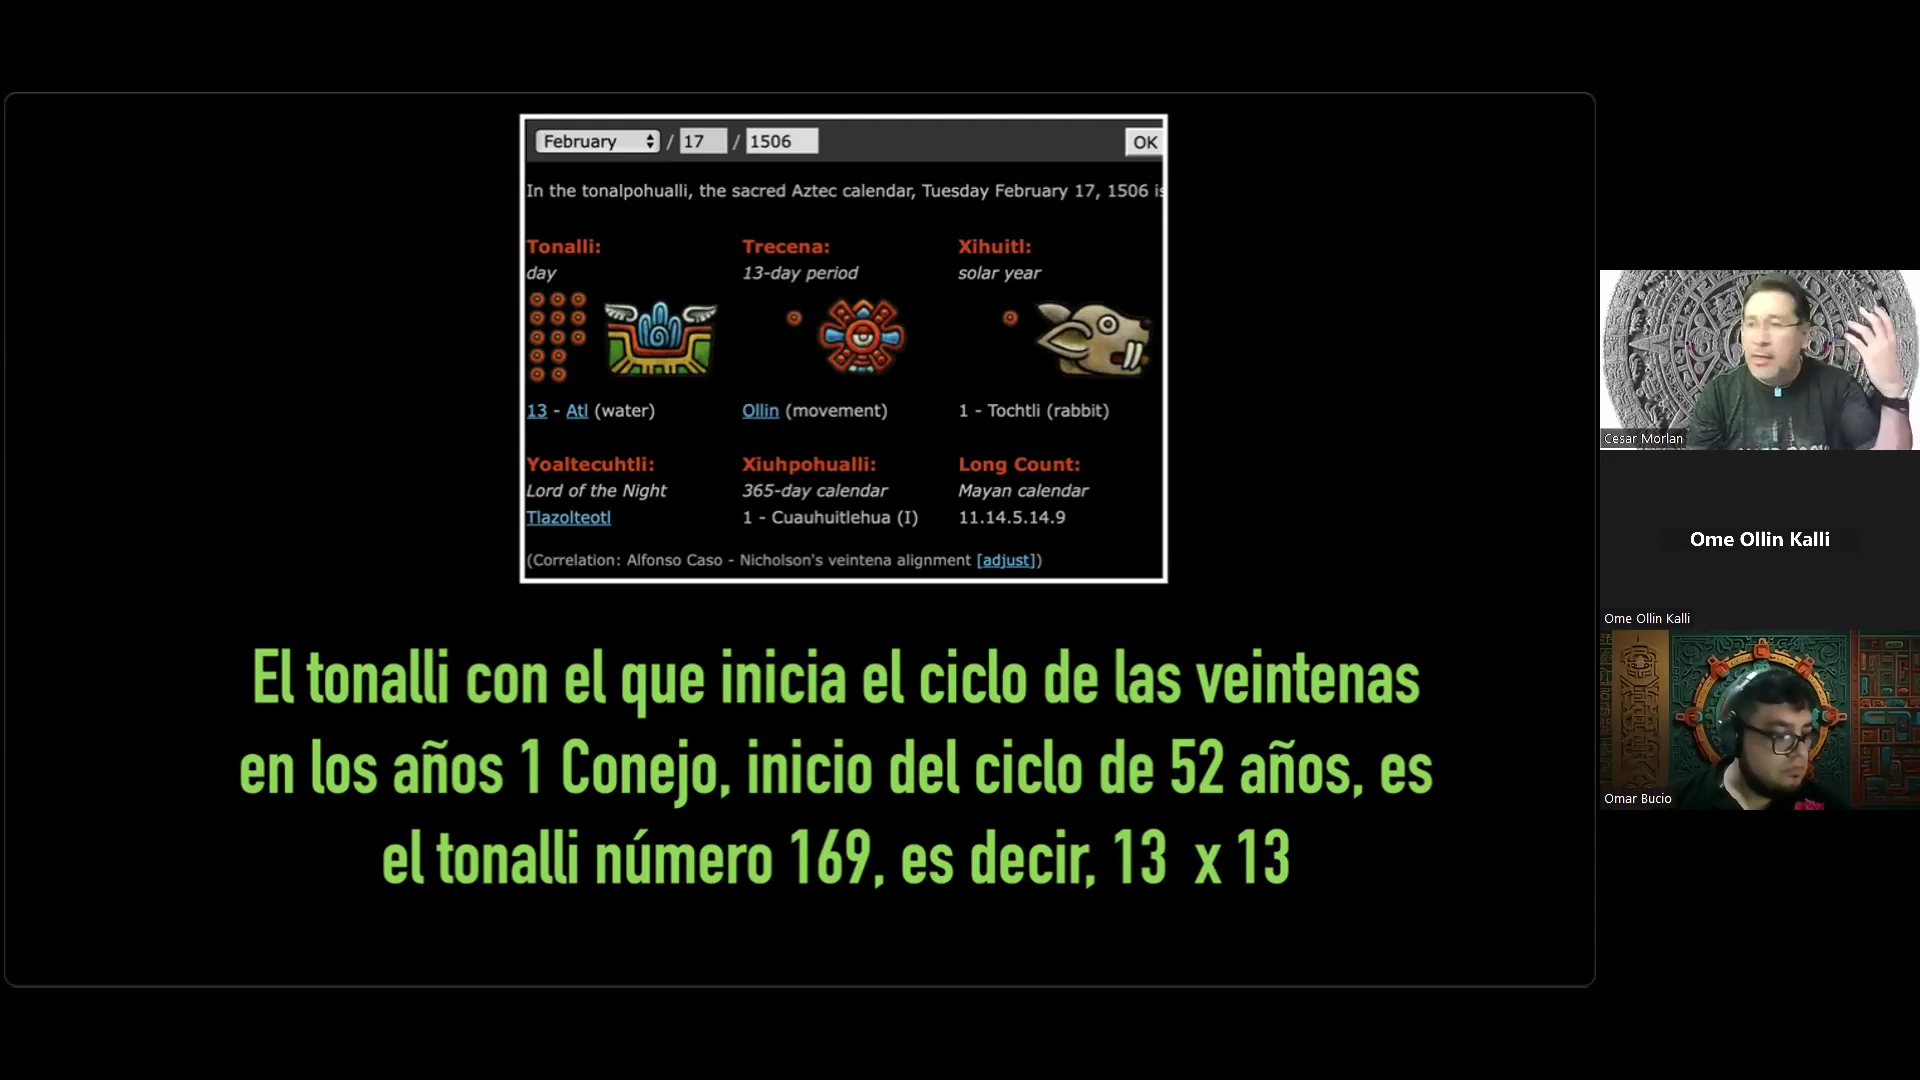 February / 17 / 1506 OK
In the tonalpohualli, the sacred Aztec calendar, Tuesday February 17, 1506 is
Tonalli: Trecena: Xihuitl:
day 13-day period solar year
13 - Atl (water) Ollin (movement) 1 - Tochtli (rabbit)
Yoaltecuhtli: Xiuhpohualli: Long Count:
Lord of the Night 365-day calendar Mayan calendar
Tlazolteotl 1 - Cuauhuitlehua (I) 11.14.5.14.9
(Correlation: Alfonso Caso - Nicholson's veintena alignment [adjust])
El tonalli con el que inicia el ciclo de las veintenas
en los años 1 Conejo, inicio del ciclo de 52 años, es
el tonalli número 169, es decir, 13 x 13
Cesar Morlan
Ome Ollin Kalli
Ome Ollin Kalli
Omar Bucio